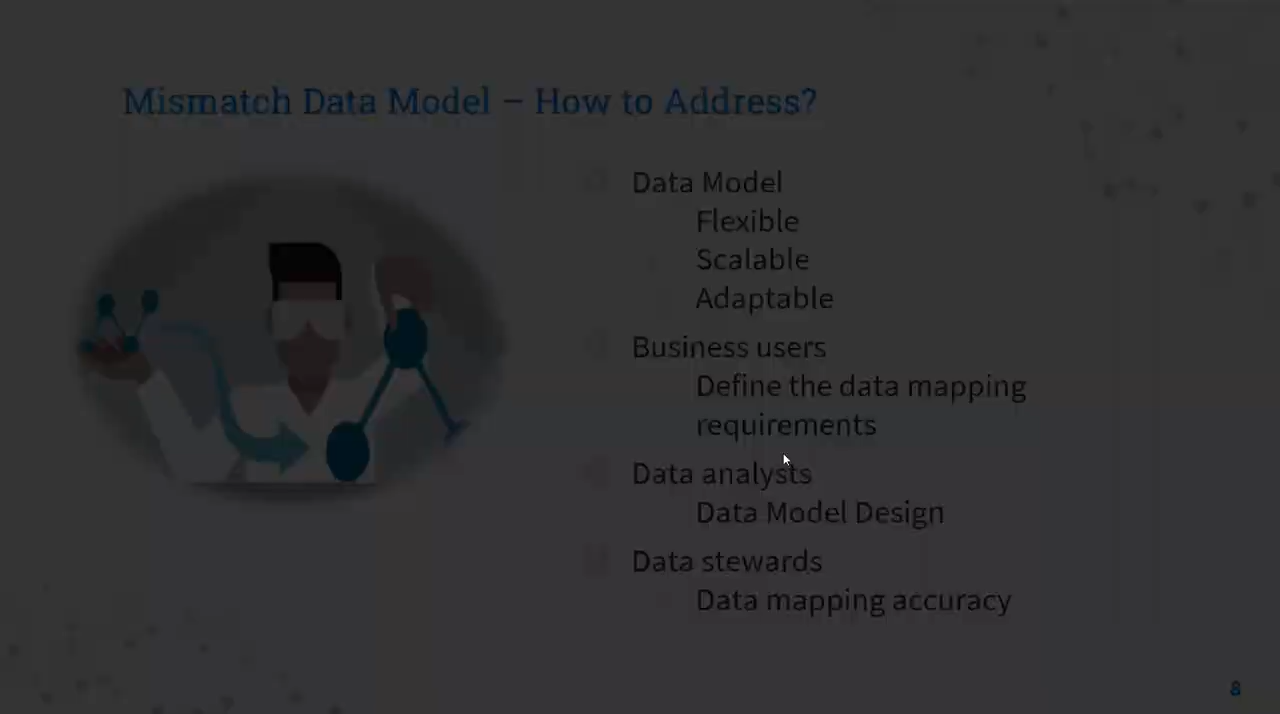 Mismatch Data Model – How to Address?
Data Model
Flexible
Scalable
Adaptable
Business users
Define the data mapping
requirements
Data analysts
Data Model Design
Data stewards
Data mapping accuracy
8